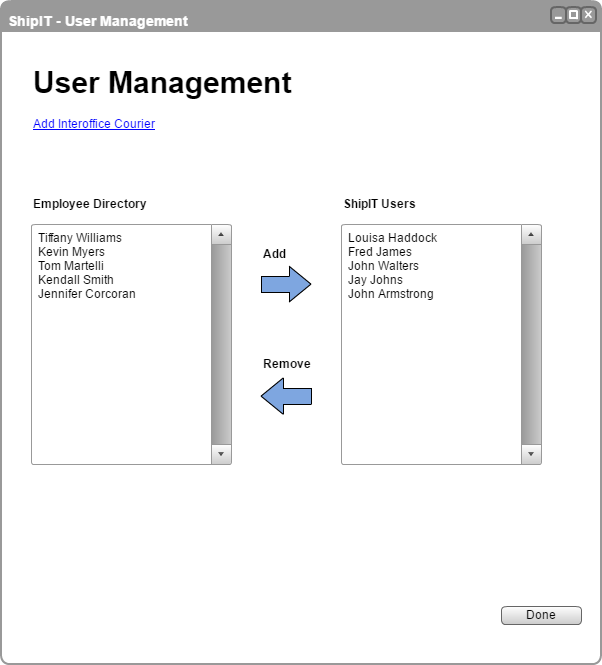 ShipIT - User Management
User Management
Add Interoffice Courier
Employee Directory
Tiffany Williams
Kevin Myers
Tom Martelli
Kendall Smith
Jennifer Corcoran
Add
Remove
ShipIT Users
Louisa Haddock
Fred James
John Walters
Jay Johns
John Armstrong
Done